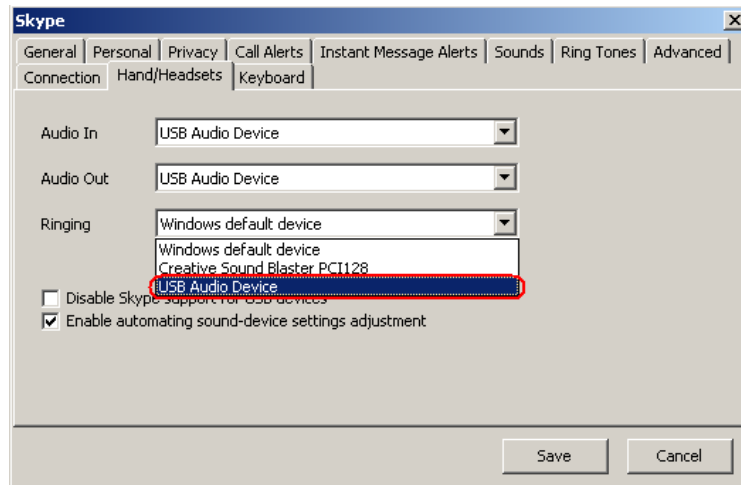 Skype
General Personal Privacy Call Alerts Instant Message Alerts Sounds Ring Tones Advanced
Connection Hand/Headsets Keyboard
Audio In USB Audio Device
Audio Out USB Audio Device
Ringing Windows default device
Windows default device
Creative Sound Blaster PCI128
USB Audio Device
Disable Skype support for USB devices
Enable automating sound-device settings adjustment
Save Cancel